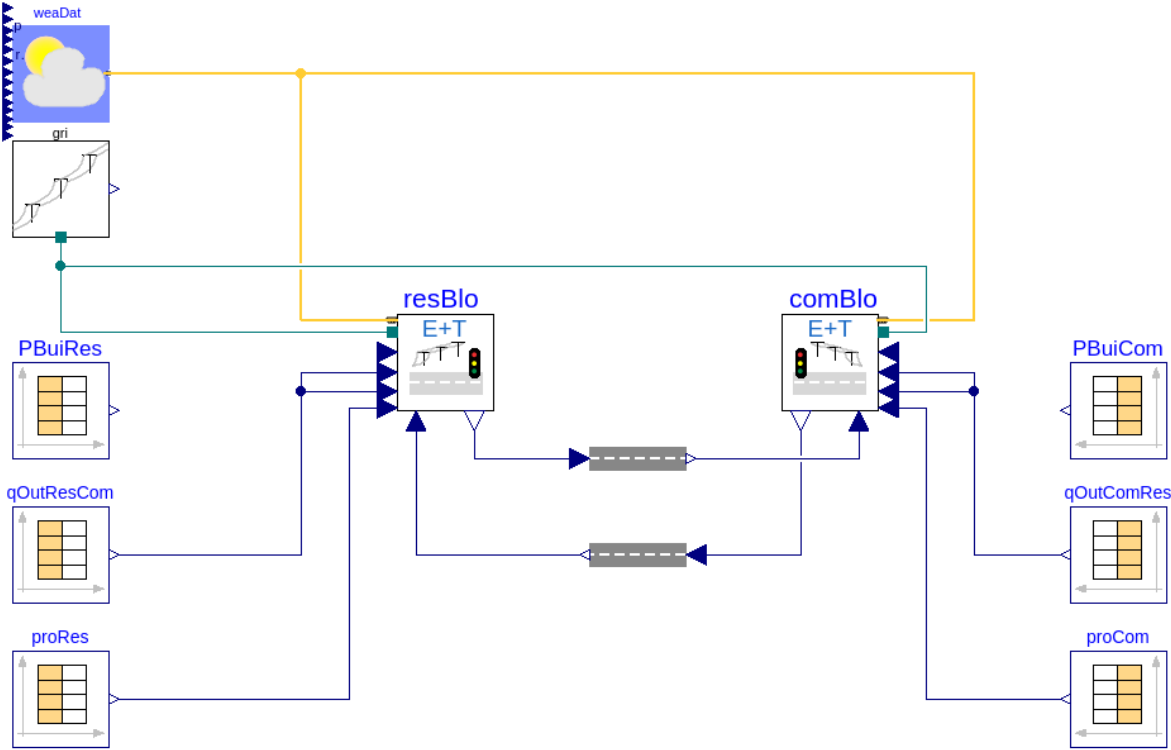 weaDat
p
r.
gri
resBlo
comBlo
E+T
E+T
PBuiRes
PBuiCom
qOutResCom
qOutComRes
proRes
proCom